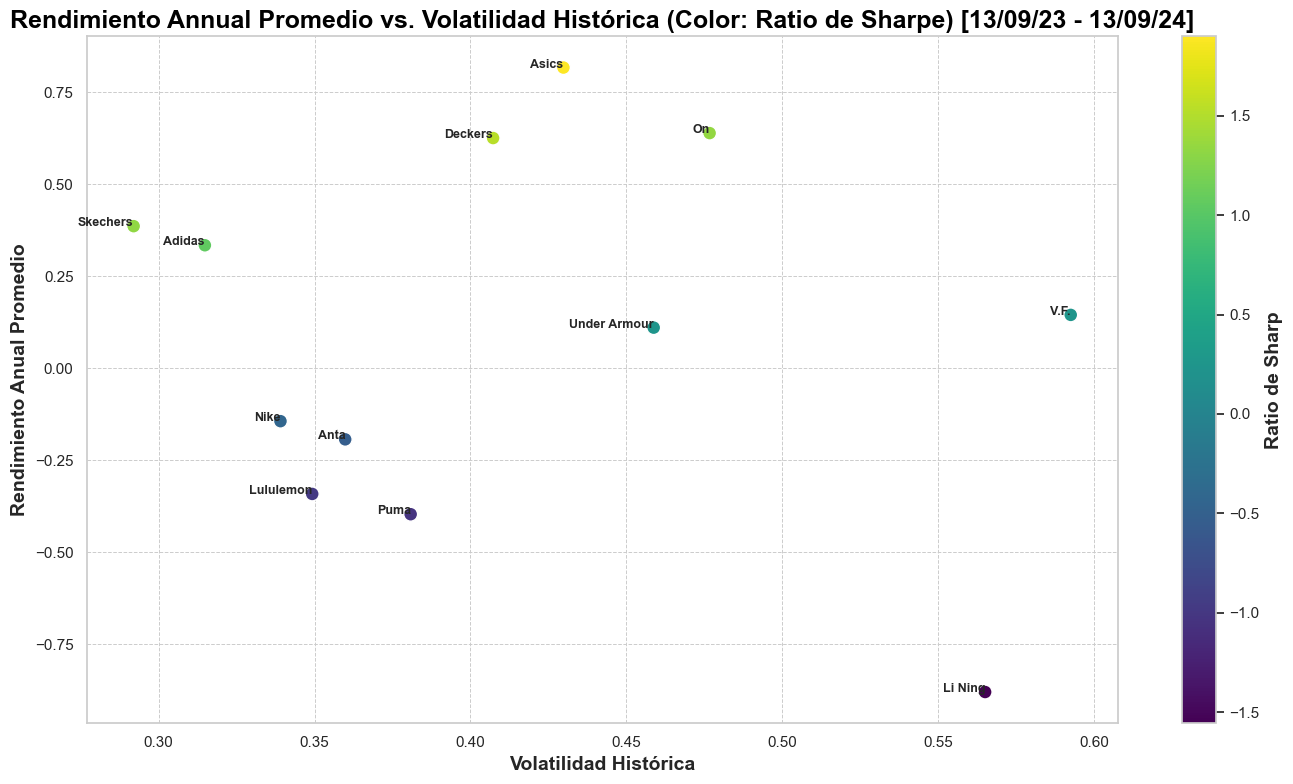 Rendimiento Annual Promedio vs. Volatilidad Histórica (Color: Ratio de Sharpe) [13/09/23 - 13/09/24]
Asics
0.75
Deckers
On
1.5
0.50
Skechers
Adidas
1.0
0.25
Under Armour
V.F.
0.5
0.00
Rendimiento Anual Promedio
Ratio de Sharp
0.0
Nike
Anta
−0.25
Lululemon
Puma
−0.5
−0.50
−1.0
−0.75
Li Ning
−1.5
0.30 0.35 0.40 0.45 0.50 0.55 0.60
Volatilidad Histórica